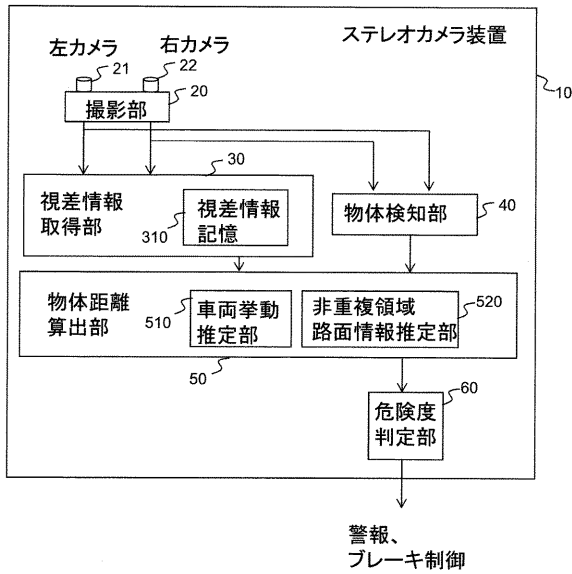 ステレオカメラ装置
左カメラ
右カメラ
21
22
20
10
撮影部
30
視差情報
取得部
310
視差情報
記憶
物体検知部
40
物体距離
算出部
510
車両挙動
推定部
非重複領域
路面情報推定部
520
50
60
危険度
判定部
警報、
ブレーキ制御